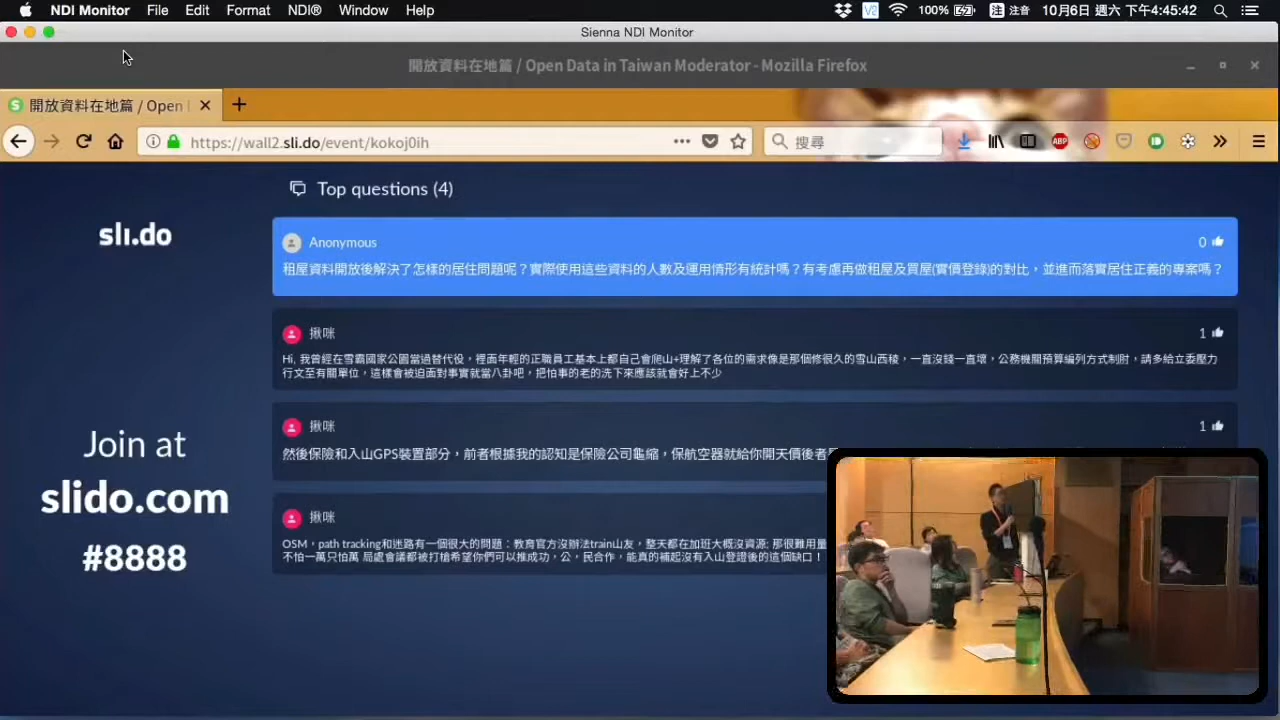 NDI Monitor File Edit Format NDI® Window Help V2 100% 注 注音 10月6日 週六 下午4:45:42
Sienna NDI Monitor
開放資料在地篇 / Open Data in Taiwan Moderator - Mozilla Firefox
開放資料在地篇 / Open
https://wall2.sli.do/event/kokoj0ih 搜尋 ABP
Top questions (4)
sli.do
Anonymous 0
租屋資料開放後解決了怎樣的居住問題呢？實際使用這些資料的人數及運用情形有統計嗎？有考慮再做租屋及買屋(實價登錄)的對比，並進而落實居住正義的專案嗎？
揪咪 1
Hi, 我曾經在雪霸國家公園當過替代役，裡面年輕的正職員工基本上都自己會爬山+理解了各位的需求像是那個修很久的雪山西稜，一直沒錢一直壞，公務機關預算編列方式制肘，請多給立委壓力
行文至有關單位，這樣會被迫面對事實就當八卦吧，把怕事的老的洗下來應該就會好上不少
揪咪 1
然後保險和入山GPS裝置部分，前者根據我的認知是保險公司龜縮，保航空器就給你開天價後者
揪咪
OSM，path tracking和迷路有一個很大的問題：教育官方沒辦法train山友，整天都在加班大概沒資源; 那很難用量
不怕一萬只怕萬 局處會議都被打槍希望你們可以推成功，公，民合作，能真的補起沒有入山登證後的這個缺口！
Join at
slido.com
#8888